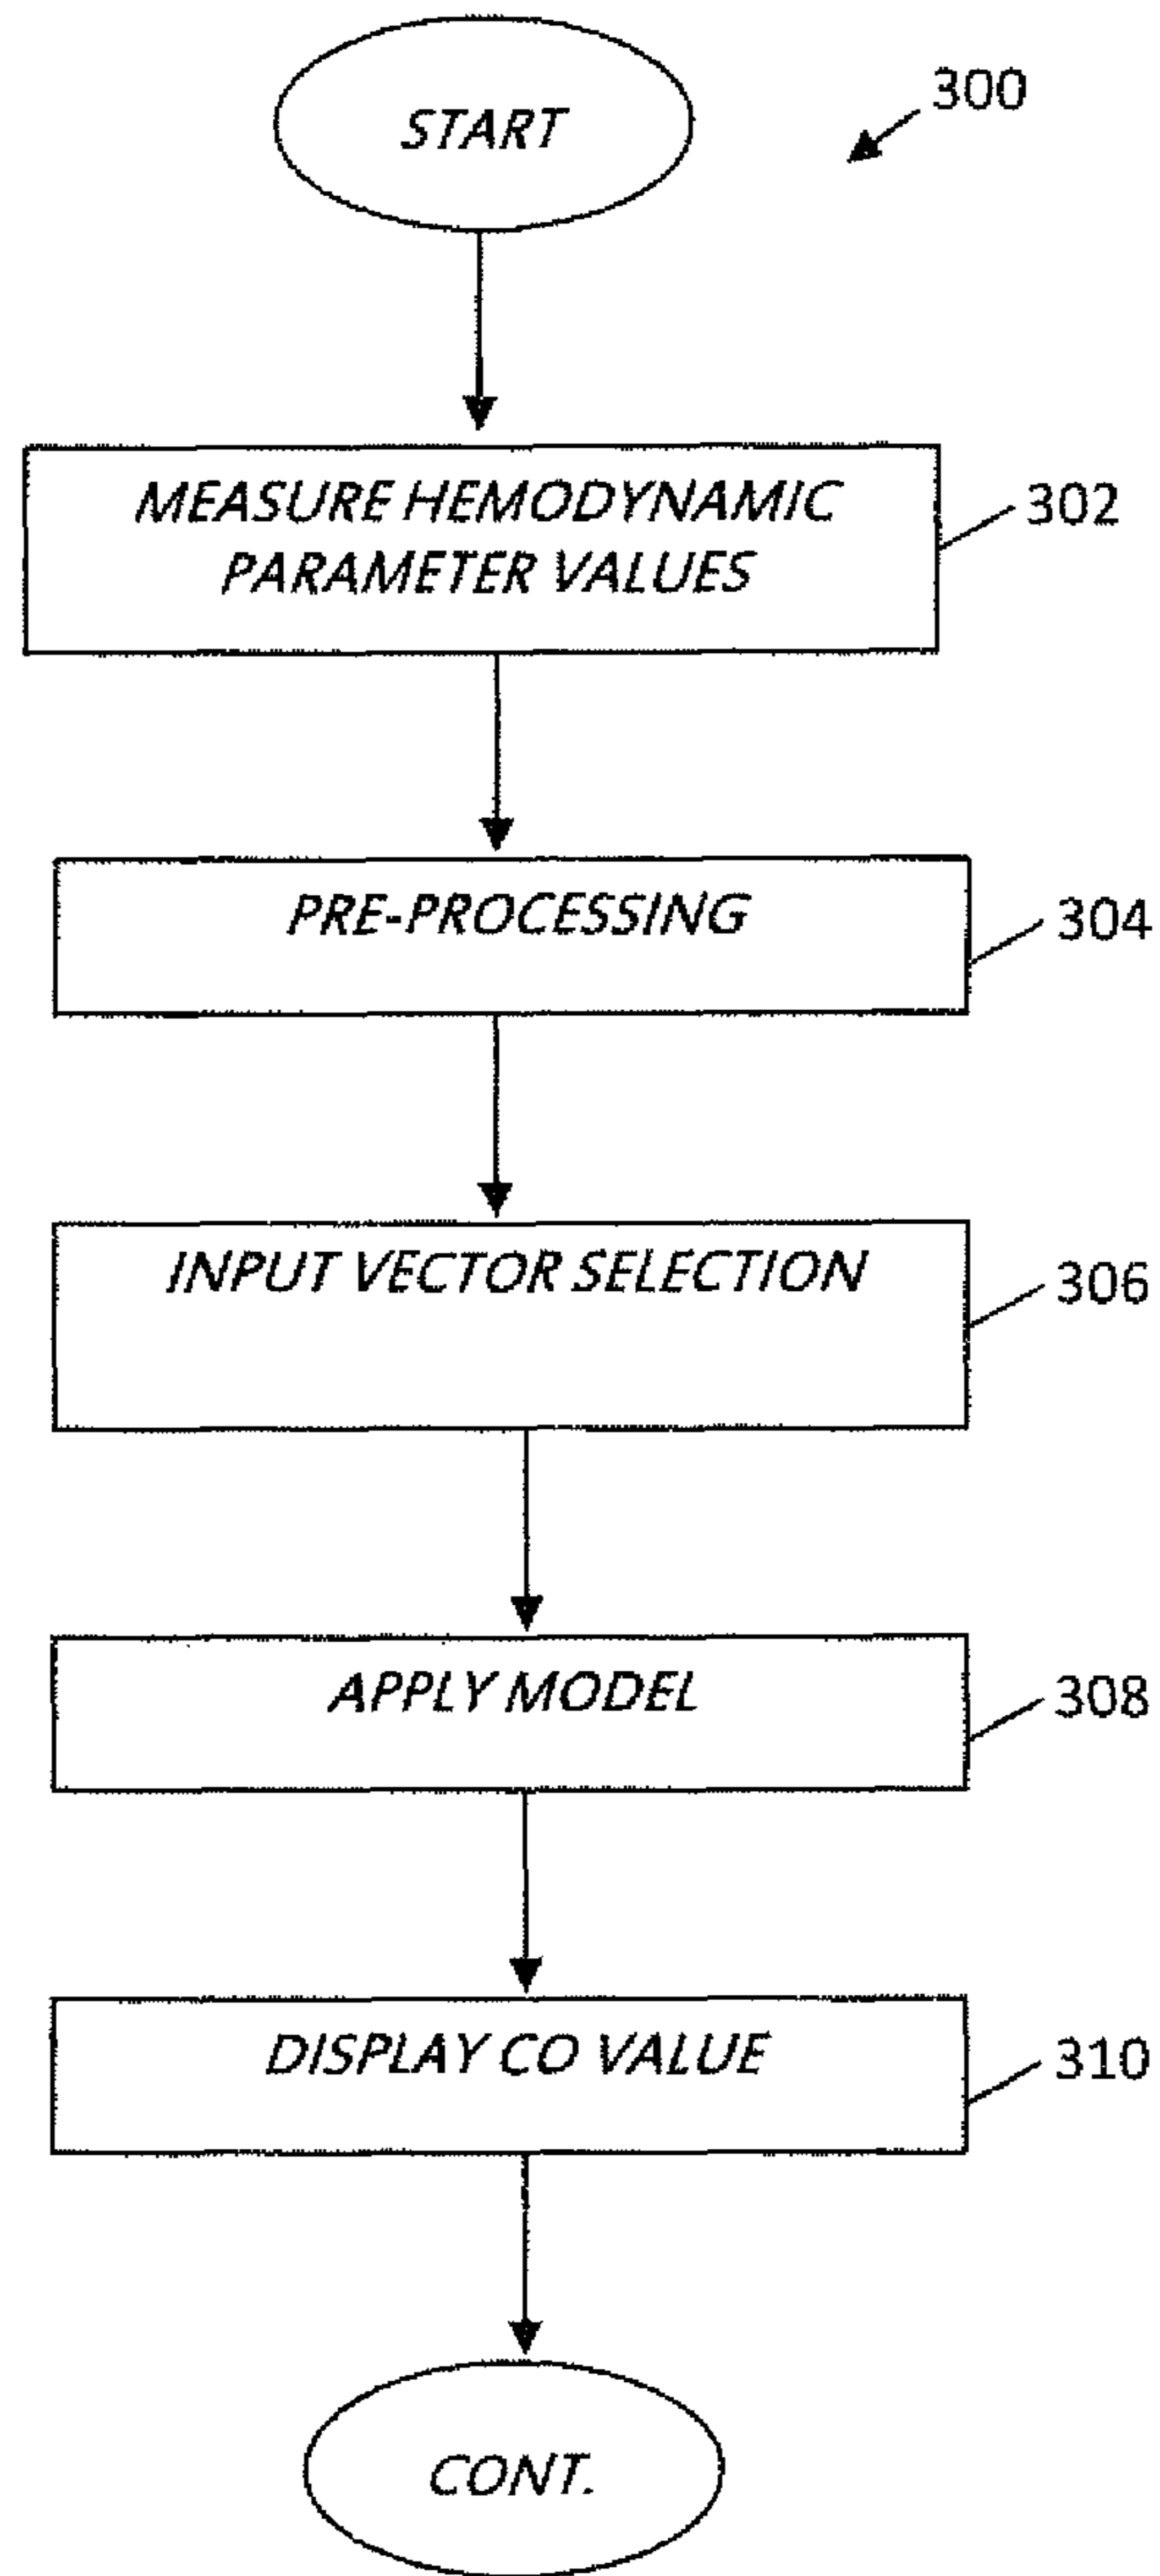 START
300
MEASURE HEMODYNAMIC
PARAMETER VALUES
302
PRE-PROCESSING
304
INPUT VECTOR SELECTION
306
APPLY MODEL
308
DISPLAY CO VALUE
310
CONT.